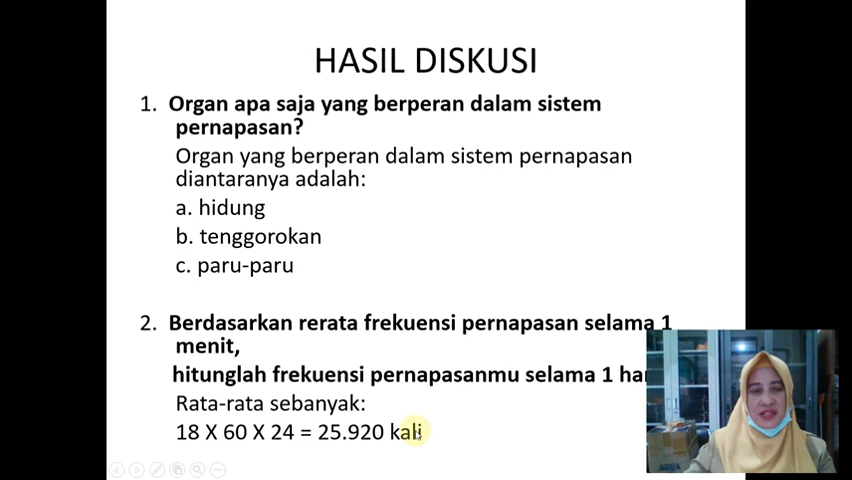 HASIL DISKUSI
1. Organ apa saja yang berperan dalam sistem
pernapasan?
Organ yang berperan dalam sistem pernapasan
diantaranya adalah:
a. hidung
b. tenggorokan
c. paru-paru
2. Berdasarkan rerata frekuensi pernapasan selama 1
menit,
hitunglah frekuensi pernapasanmu selama 1
Rata-rata sebanyak:
18 X 60 X 24 = 25.920 kali